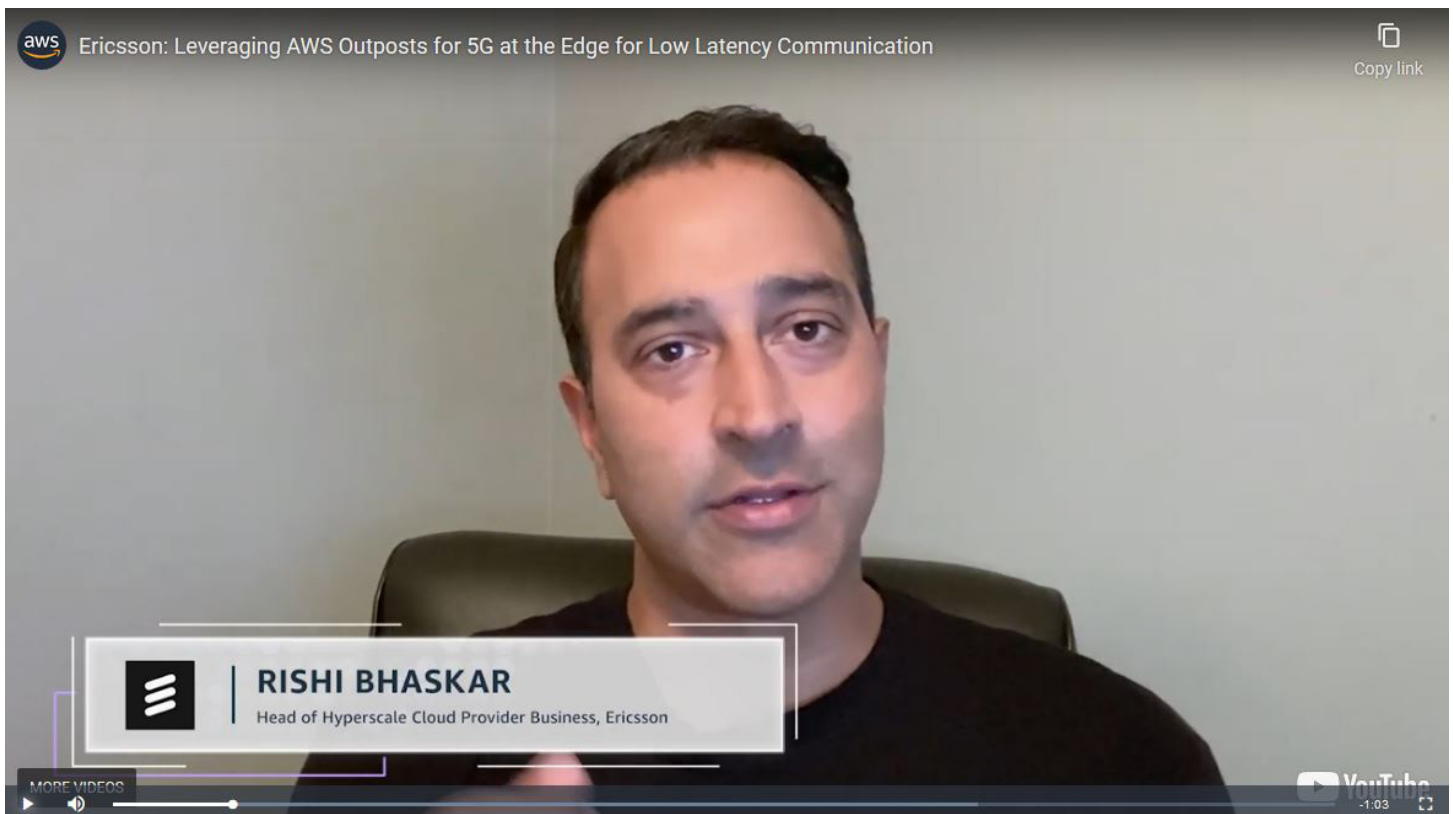 aws
Ericsson: Leveraging AWS Outposts for 5G at the Edge for Low Latency Communication
Copy link
RISHI BHASKAR
Head of Hyperscale Cloud Provider Business, Ericsson
MORE VIDEOS
YouTube
-1:03